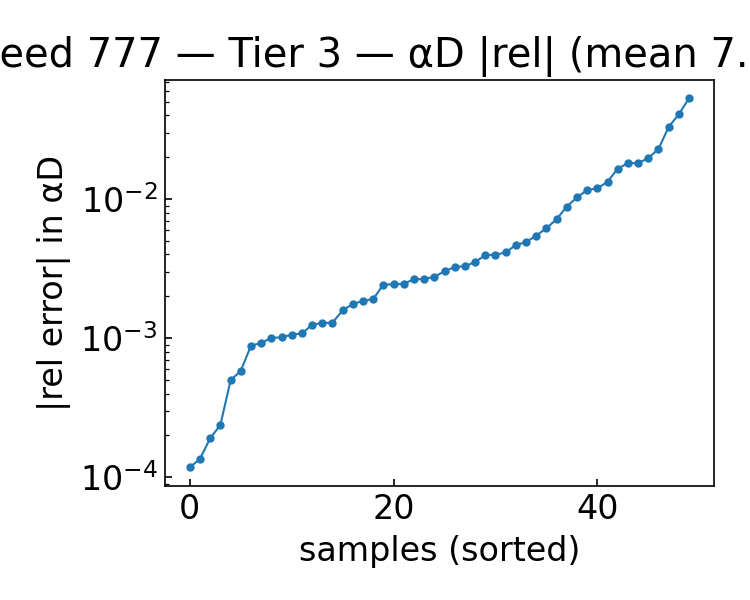 eed 777 — Tier 3 — αD |rel| (mean 7.
|rel error| in αD
10⁻²
10⁻³
10⁻⁴
0 20 40
samples (sorted)